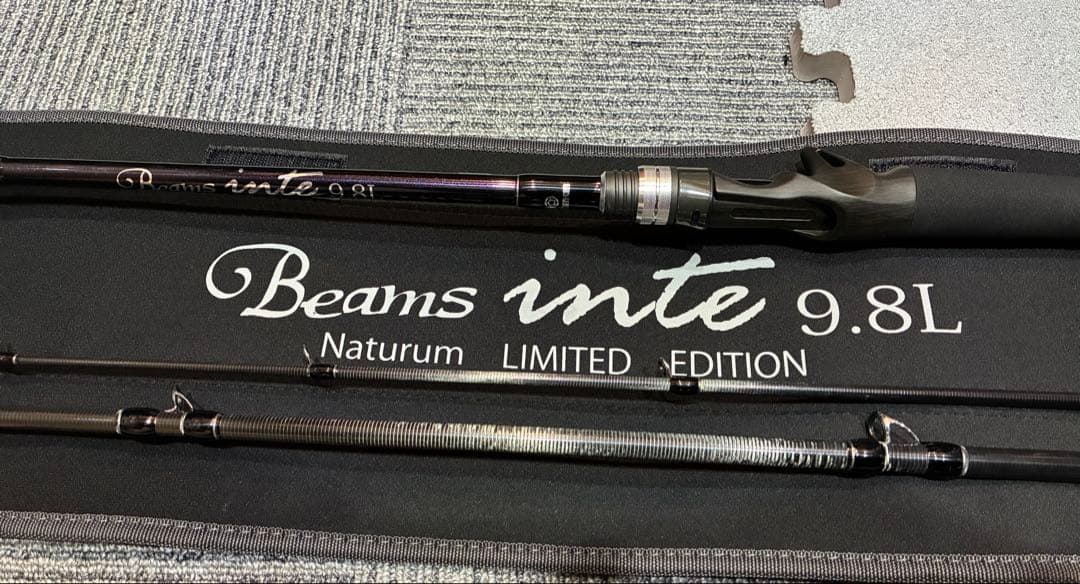 Beams inte 9.8L
Beams inte 9.8L
Naturum LIMITED EDITION